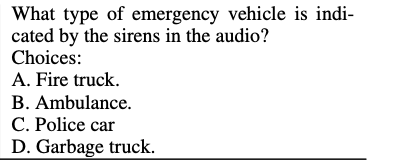 What type of emergency vehicle is indi-
cated by the sirens in the audio?
Choices:
A. Fire truck.
B. Ambulance.
C. Police car
D. Garbage truck.